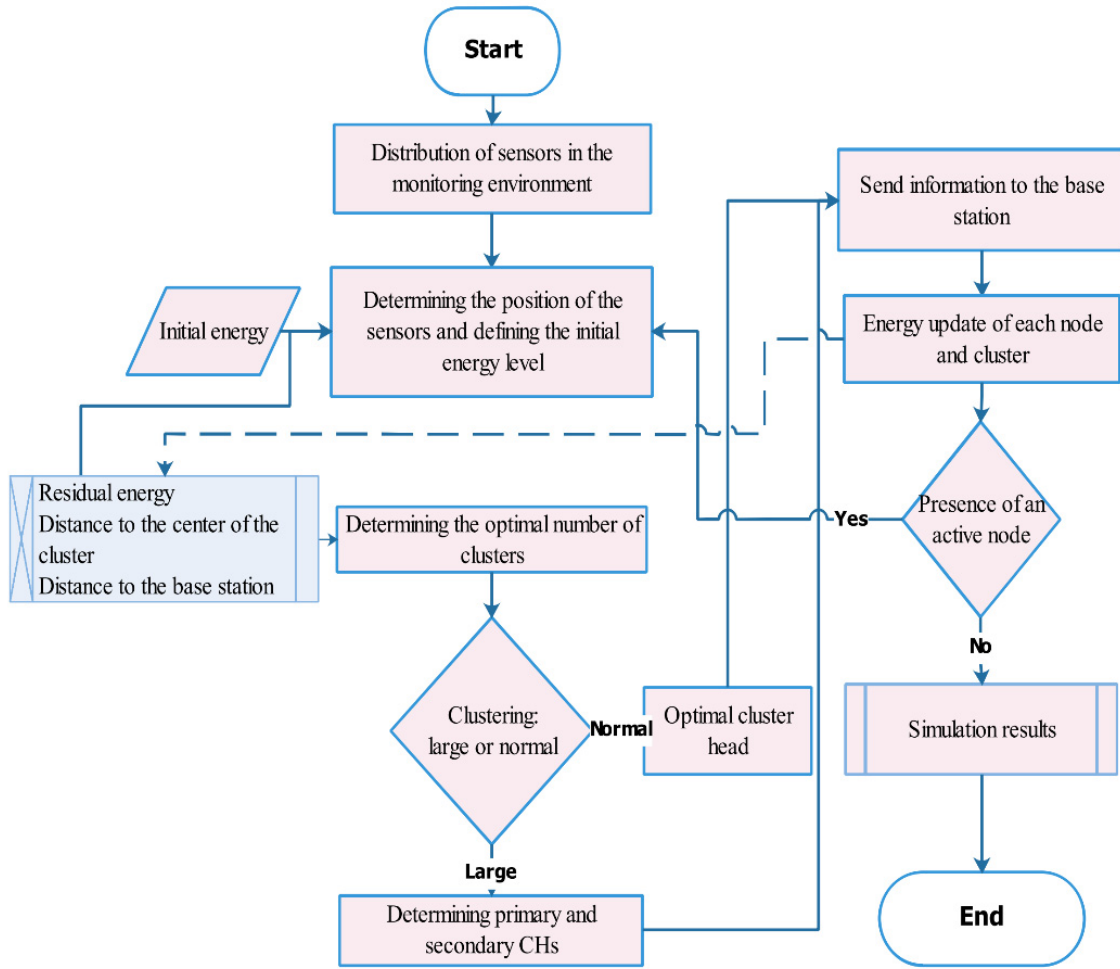 Start
Distribution of sensors in the
monitoring environment
Initial energy
Determining the position of the
sensors and defining the initial
energy level
Residual energy
Distance to the center of the
cluster
Distance to the base station
Determining the optimal number of
clusters
Clustering:
large or normal
Normal
Optimal cluster
head
Large
Determining primary and
secondary CHs
Send information to the base
station
Energy update of each node
and cluster
Presence of an
active node
Yes
No
Simulation results
End